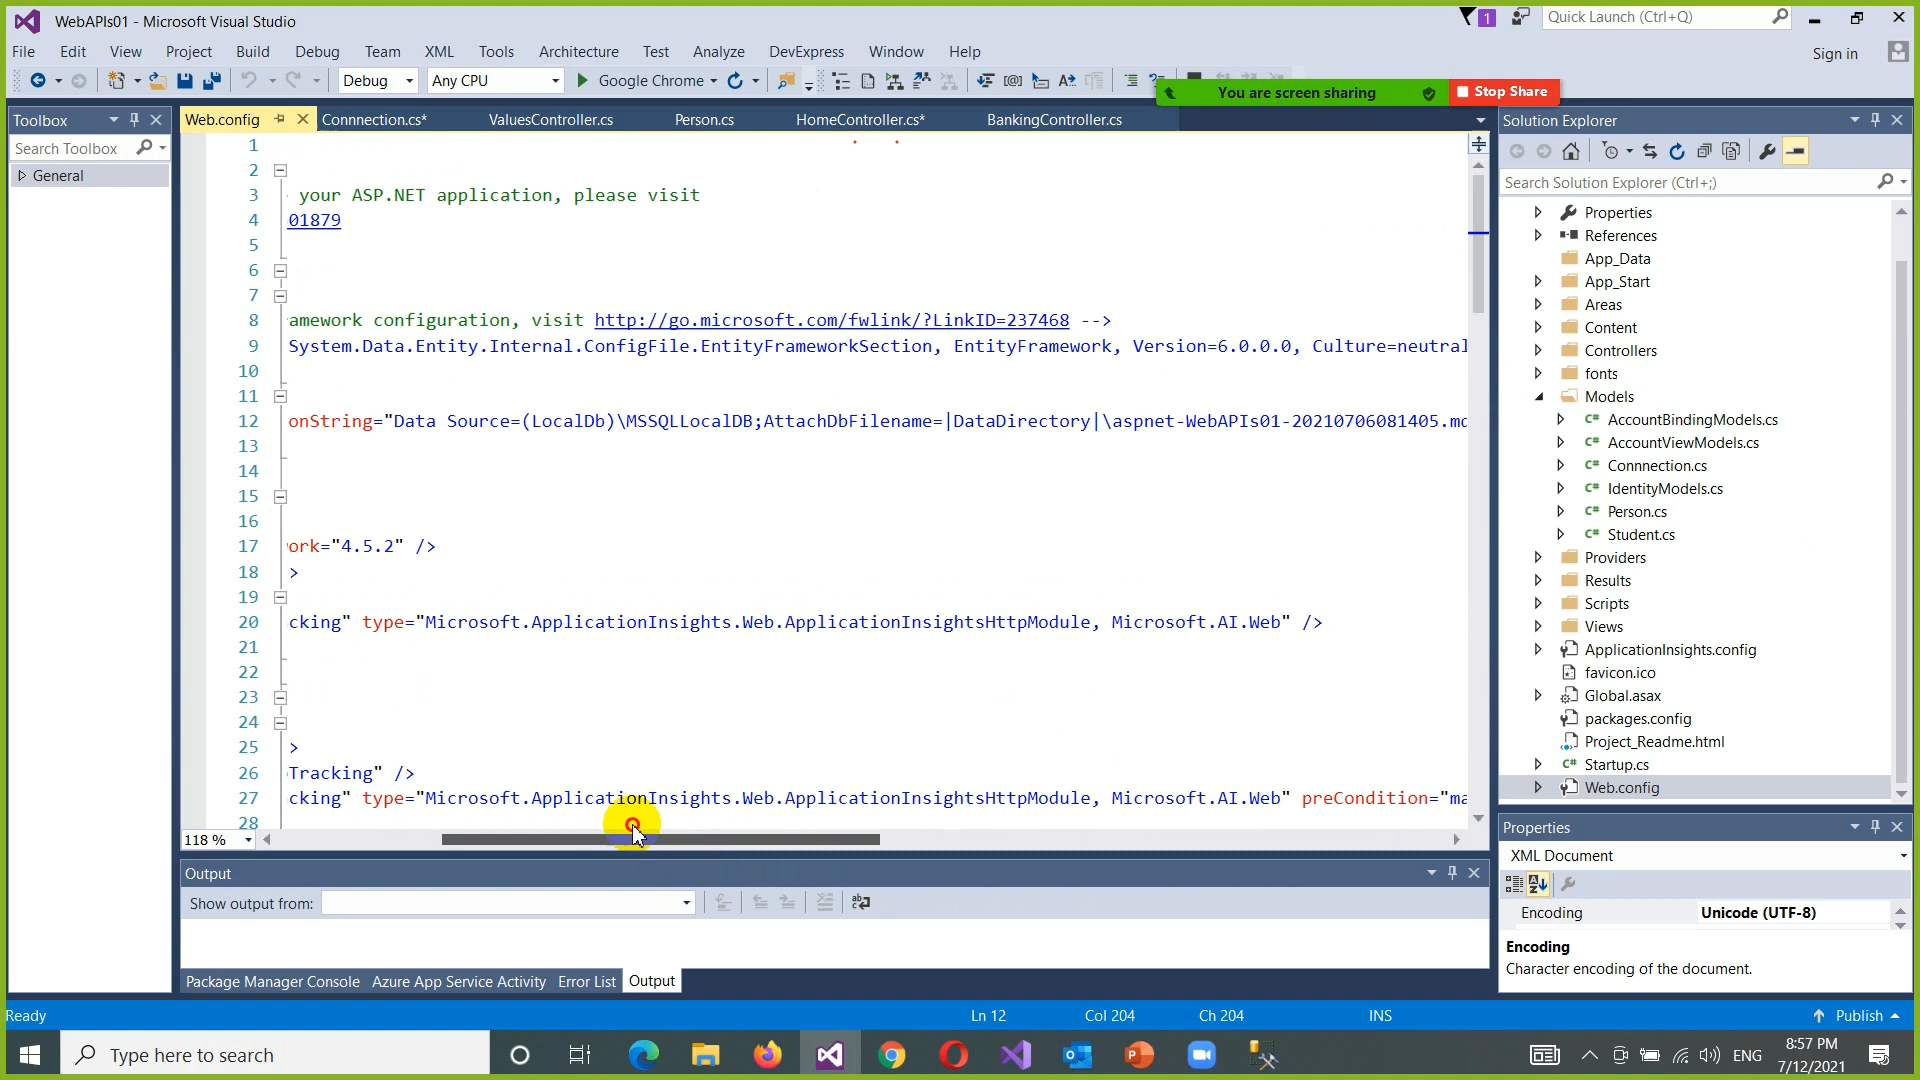 WebAPIs01 - Microsoft Visual Studio
1
Quick Launch (Ctrl+Q)
File Edit View Project Build Debug Team XML Tools Architecture Test Analyze DevExpress Window Help
Sign in
Debug
Any CPU
Google Chrome
You are screen sharing
Stop Share
Toolbox
Search Toolbox
General
Web.config
Connnection.cs*
ValuesController.cs
Person.cs
HomeController.cs*
BankingController.cs
1
2
3 your ASP.NET application, please visit
4 01879
5
6
7
8 amework configuration, visit http://go.microsoft.com/fwlink/?LinkID=237468 -->
9 System.Data.Entity.Internal.ConfigFile.EntityFrameworkSection, EntityFramework, Version=6.0.0.0, Culture=neutral
10
11
12 onString="Data Source=(LocalDb)\MSSQLLocalDB;AttachDbFilename=|DataDirectory|\aspnet-WebAPIs01-20210706081405.md
13
14
15
16
17 ork="4.5.2" />
18 >
19
20 cking" type="Microsoft.ApplicationInsights.Web.ApplicationInsightsHttpModule, Microsoft.AI.Web" />
21
22
23
24
25 >
26 Tracking" />
27 cking" type="Microsoft.ApplicationInsights.Web.ApplicationInsightsHttpModule, Microsoft.AI.Web" preCondition="ma
28
118 %
Output
Show output from:
Package Manager Console Azure App Service Activity Error List Output
Solution Explorer
Search Solution Explorer (Ctrl+;)
Properties
References
App_Data
App_Start
Areas
Content
Controllers
fonts
Models
C# AccountBindingModels.cs
C# AccountViewModels.cs
C# Connnection.cs
C# IdentityModels.cs
C# Person.cs
C# Student.cs
Providers
Results
Scripts
Views
ApplicationInsights.config
favicon.ico
Global.asax
packages.config
Project_Readme.html
C# Startup.cs
Web.config
Properties
XML Document
Encoding Unicode (UTF-8)
Encoding
Character encoding of the document.
Ready
Ln 12
Col 204
Ch 204
INS
Publish
Type here to search
ENG
8:57 PM
7/12/2021